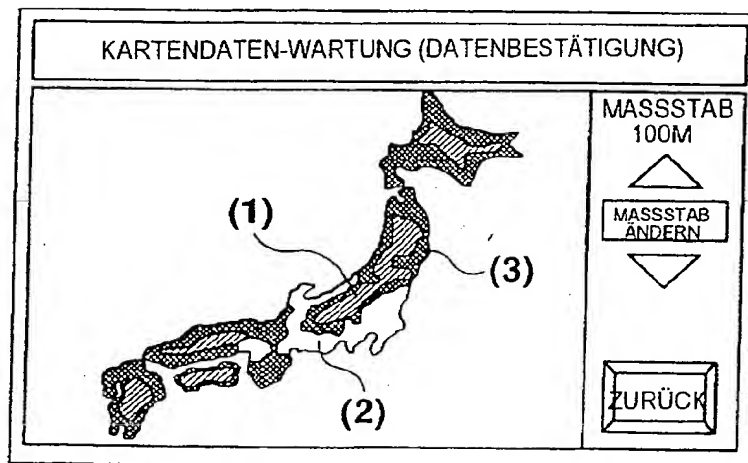 KARTENDATEN-WARTUNG (DATENBESTÄTIGUNG)
MASSSTAB
100M
MASSSTAB
ÄNDERN
ZURÜCK
(1)
(3)
(2)